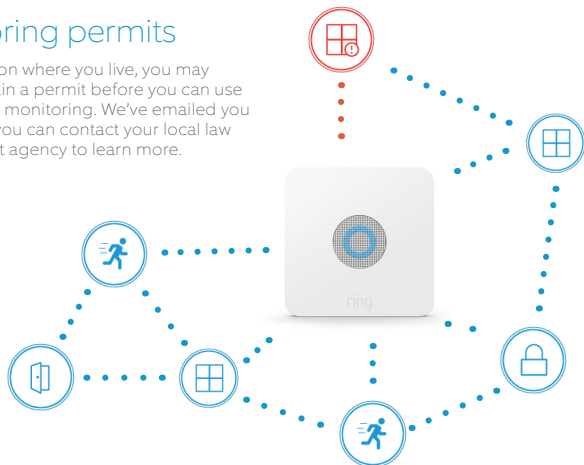 ring permits
on where you live, you may
in a permit before you can use
monitoring. We've emailed you
you can contact your local law
t agency to learn more.
ring